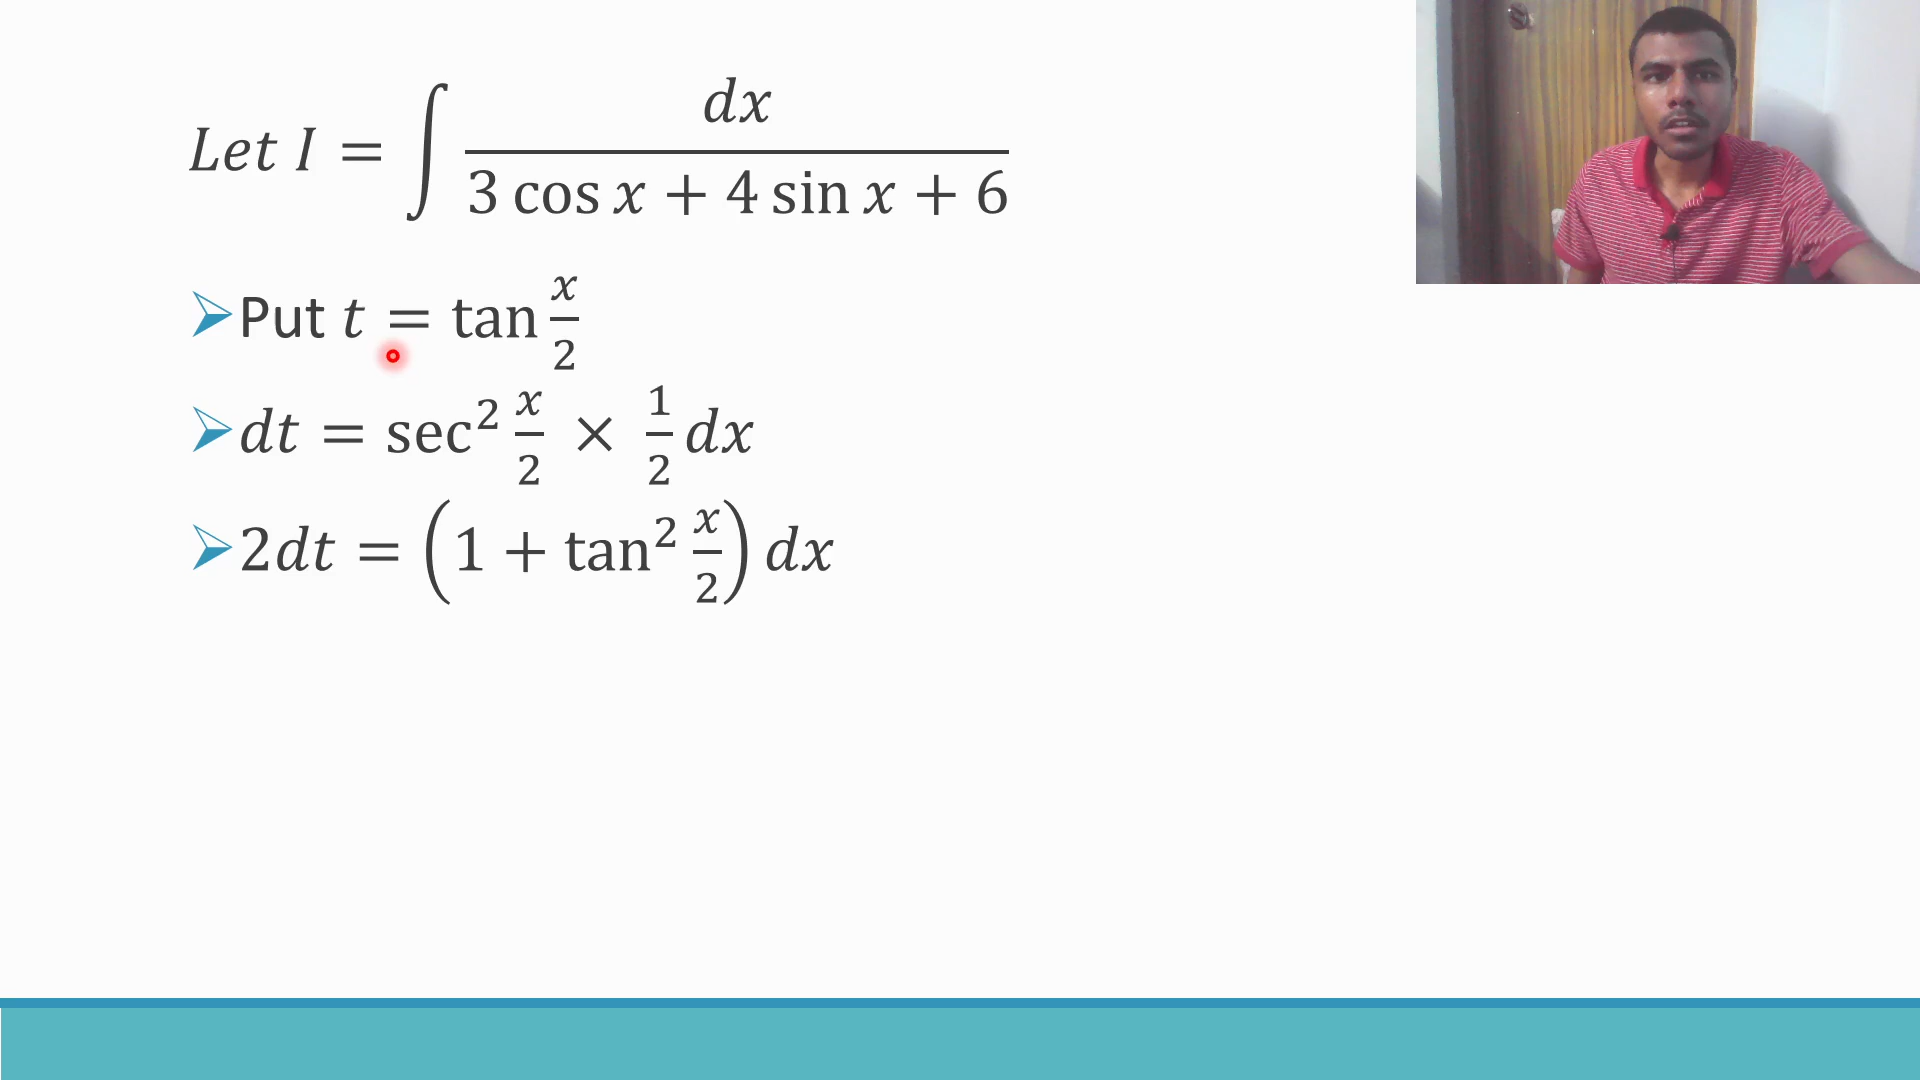 Let I = ∫ dx / (3 cos x + 4 sin x + 6)
Put t = tan x/2
dt = sec² x/2 × 1/2 dx
2dt = (1 + tan² x/2) dx